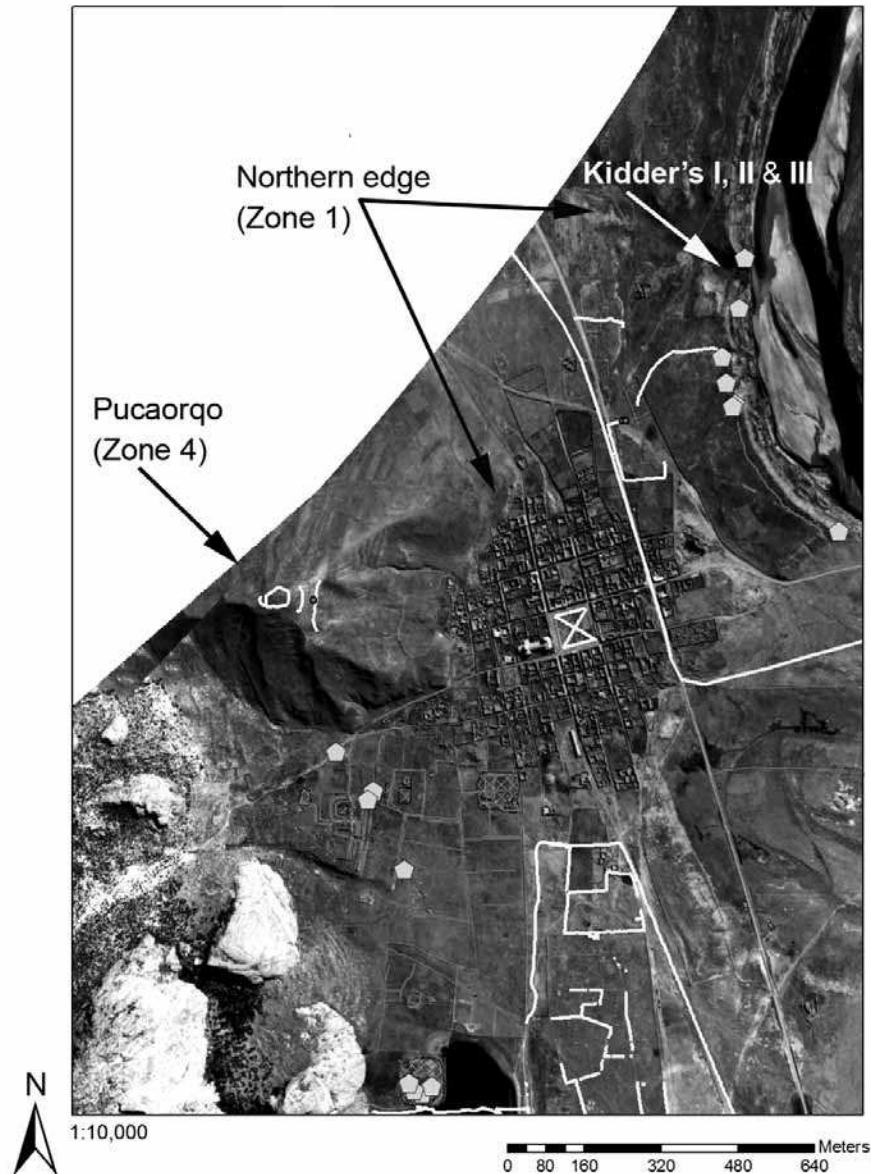 Northern edge
(Zone 1)
Kidder's I, II & III
Pucaorqo
(Zone 4)
N
1:10,000
Meters
0 80 160 320 480 640